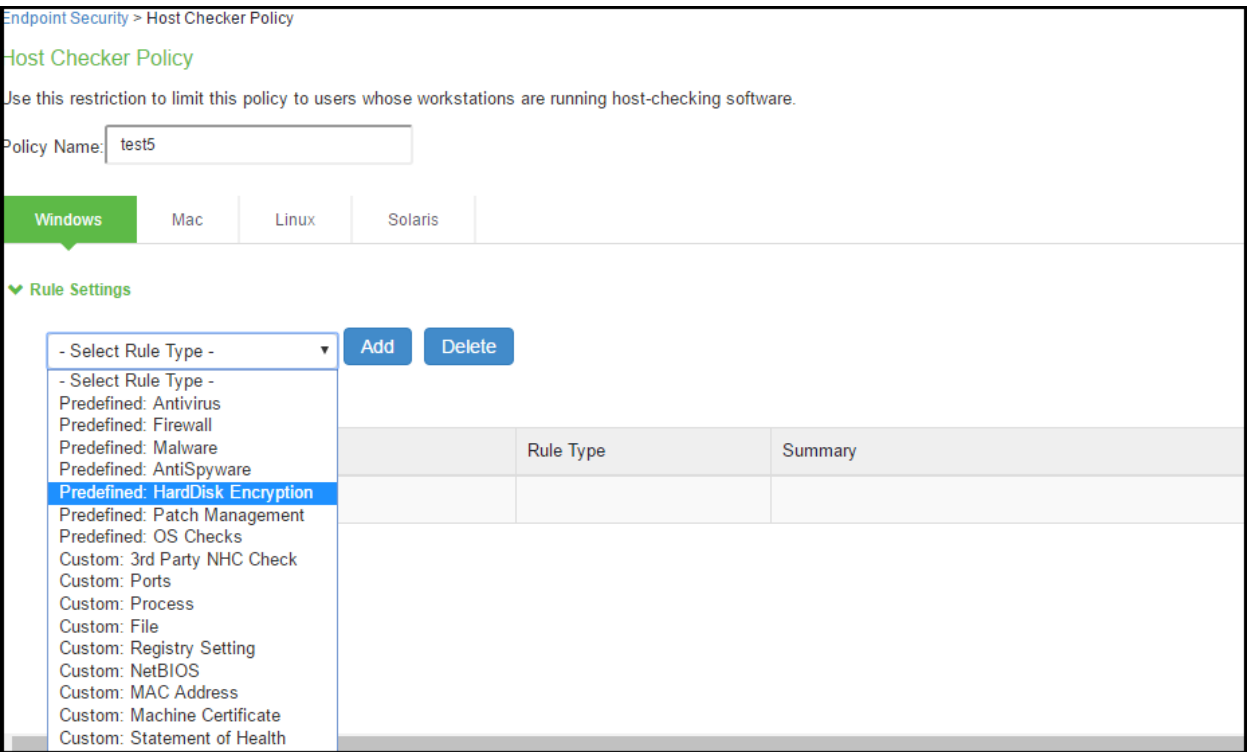 Endpoint Security > Host Checker Policy
Host Checker Policy
Use this restriction to limit this policy to users whose workstations are running host-checking software.
Policy Name: test5
Windows Mac Linux Solaris
Rule Settings
- Select Rule Type - Add Delete
- Select Rule Type -
Predefined: Antivirus
Predefined: Firewall
Predefined: Malware
Predefined: AntiSpyware
Predefined: HardDisk Encryption
Predefined: Patch Management
Predefined: OS Checks
Custom: 3rd Party NHC Check
Custom: Ports
Custom: Process
Custom: File
Custom: Registry Setting
Custom: NetBIOS
Custom: MAC Address
Custom: Machine Certificate
Custom: Statement of Health
Rule Type Summary